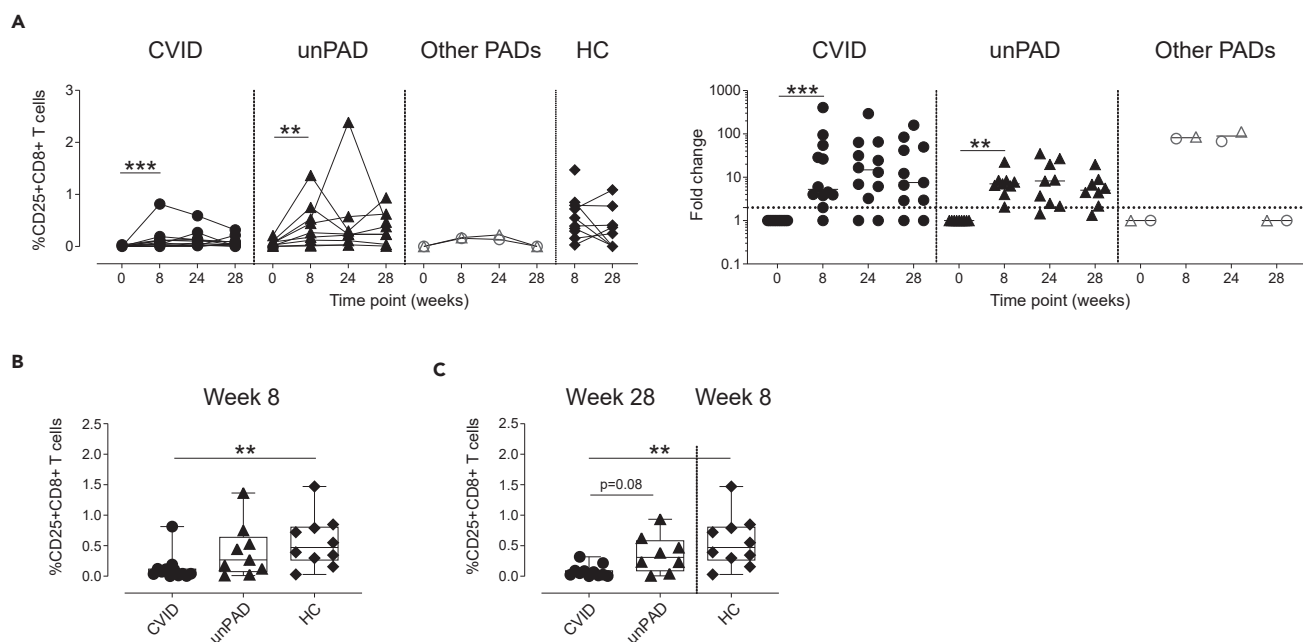 A
CVID unPAD Other PADs HC
%CD25+CD8+ T cells
3
2
1
0
*** **
0 8 24 28 0 8 24 28 0 8 24 28 8 28
Time point (weeks)
CVID unPAD Other PADs
Fold change
1000
100
10
1
0.1
*** **
0 8 24 28 0 8 24 28 0 8 24 28
Time point (weeks)
B
Week 8
%CD25+CD8+ T cells
2.5
2.0
1.5
1.0
0.5
0.0
**
CVID unPAD HC
C
Week 28 Week 8
%CD25+CD8+ T cells
2.5
2.0
1.5
1.0
0.5
0.0
**
p=0.08
CVID unPAD HC